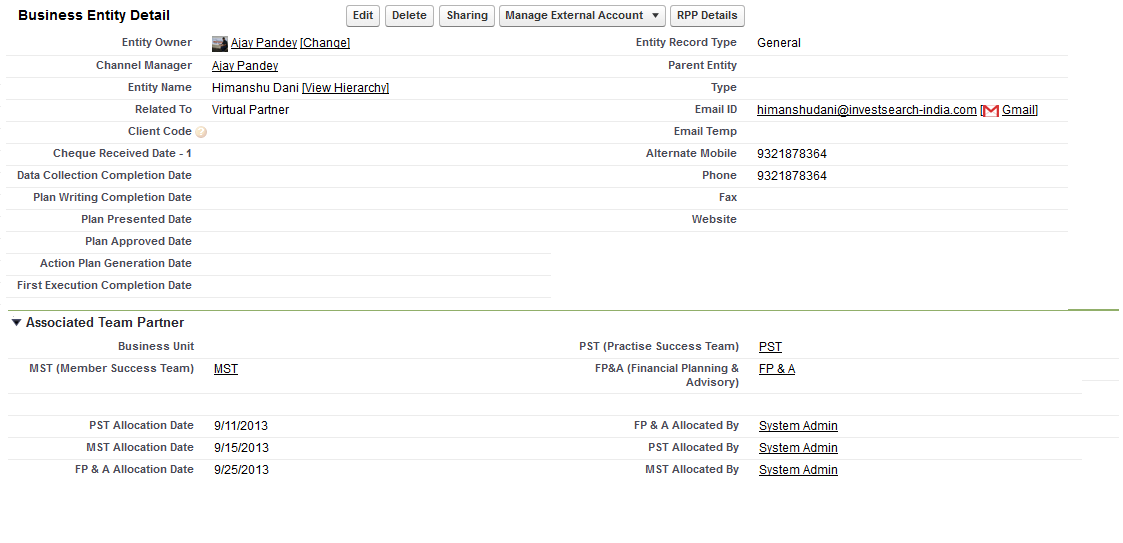 Business Entity Detail Edit Delete Sharing Manage External Account RPP Details
Entity Owner Ajay Pandey [Change] Entity Record Type General
Channel Manager Ajay Pandey Parent Entity
Entity Name Himanshu Dani [View Hierarchy] Type
Related To Virtual Partner Email ID himanshudani@investsearch-india.com [Gmail]
Client Code ? Email Temp
Cheque Received Date - 1 Alternate Mobile 9321878364
Data Collection Completion Date Phone 9321878364
Plan Writing Completion Date Fax
Plan Presented Date Website
Plan Approved Date
Action Plan Generation Date
First Execution Completion Date
Associated Team Partner
Business Unit PST (Practise Success Team) PST
MST (Member Success Team) MST FP&A (Financial Planning &
Advisory) FP & A
PST Allocation Date 9/11/2013 FP & A Allocated By System Admin
MST Allocation Date 9/15/2013 PST Allocated By System Admin
FP & A Allocation Date 9/25/2013 MST Allocated By System Admin